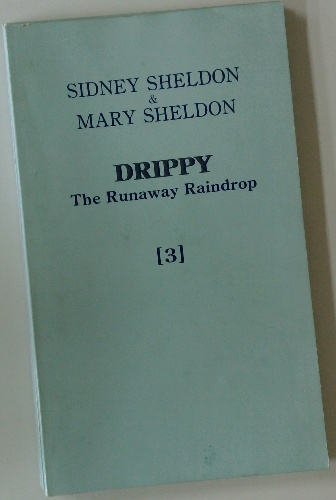 SIDNEY SHELDON
&
MARY SHELDON
DRIPPY
The Runaway Raindrop
[3]